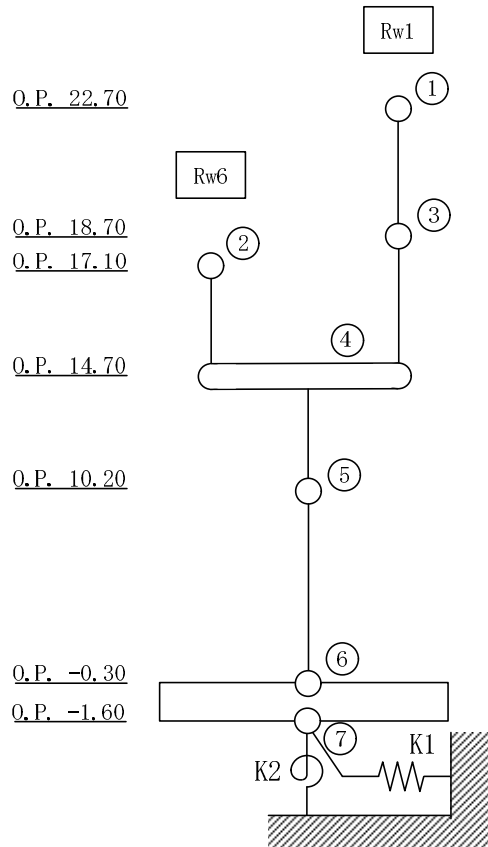 Rw1
①
O.P. 22.70
Rw6
③
O.P. 18.70
②
O.P. 17.10
④
O.P. 14.70
⑤
O.P. 10.20
⑥
O.P. -0.30
O.P. -1.60
⑦
K1
K2